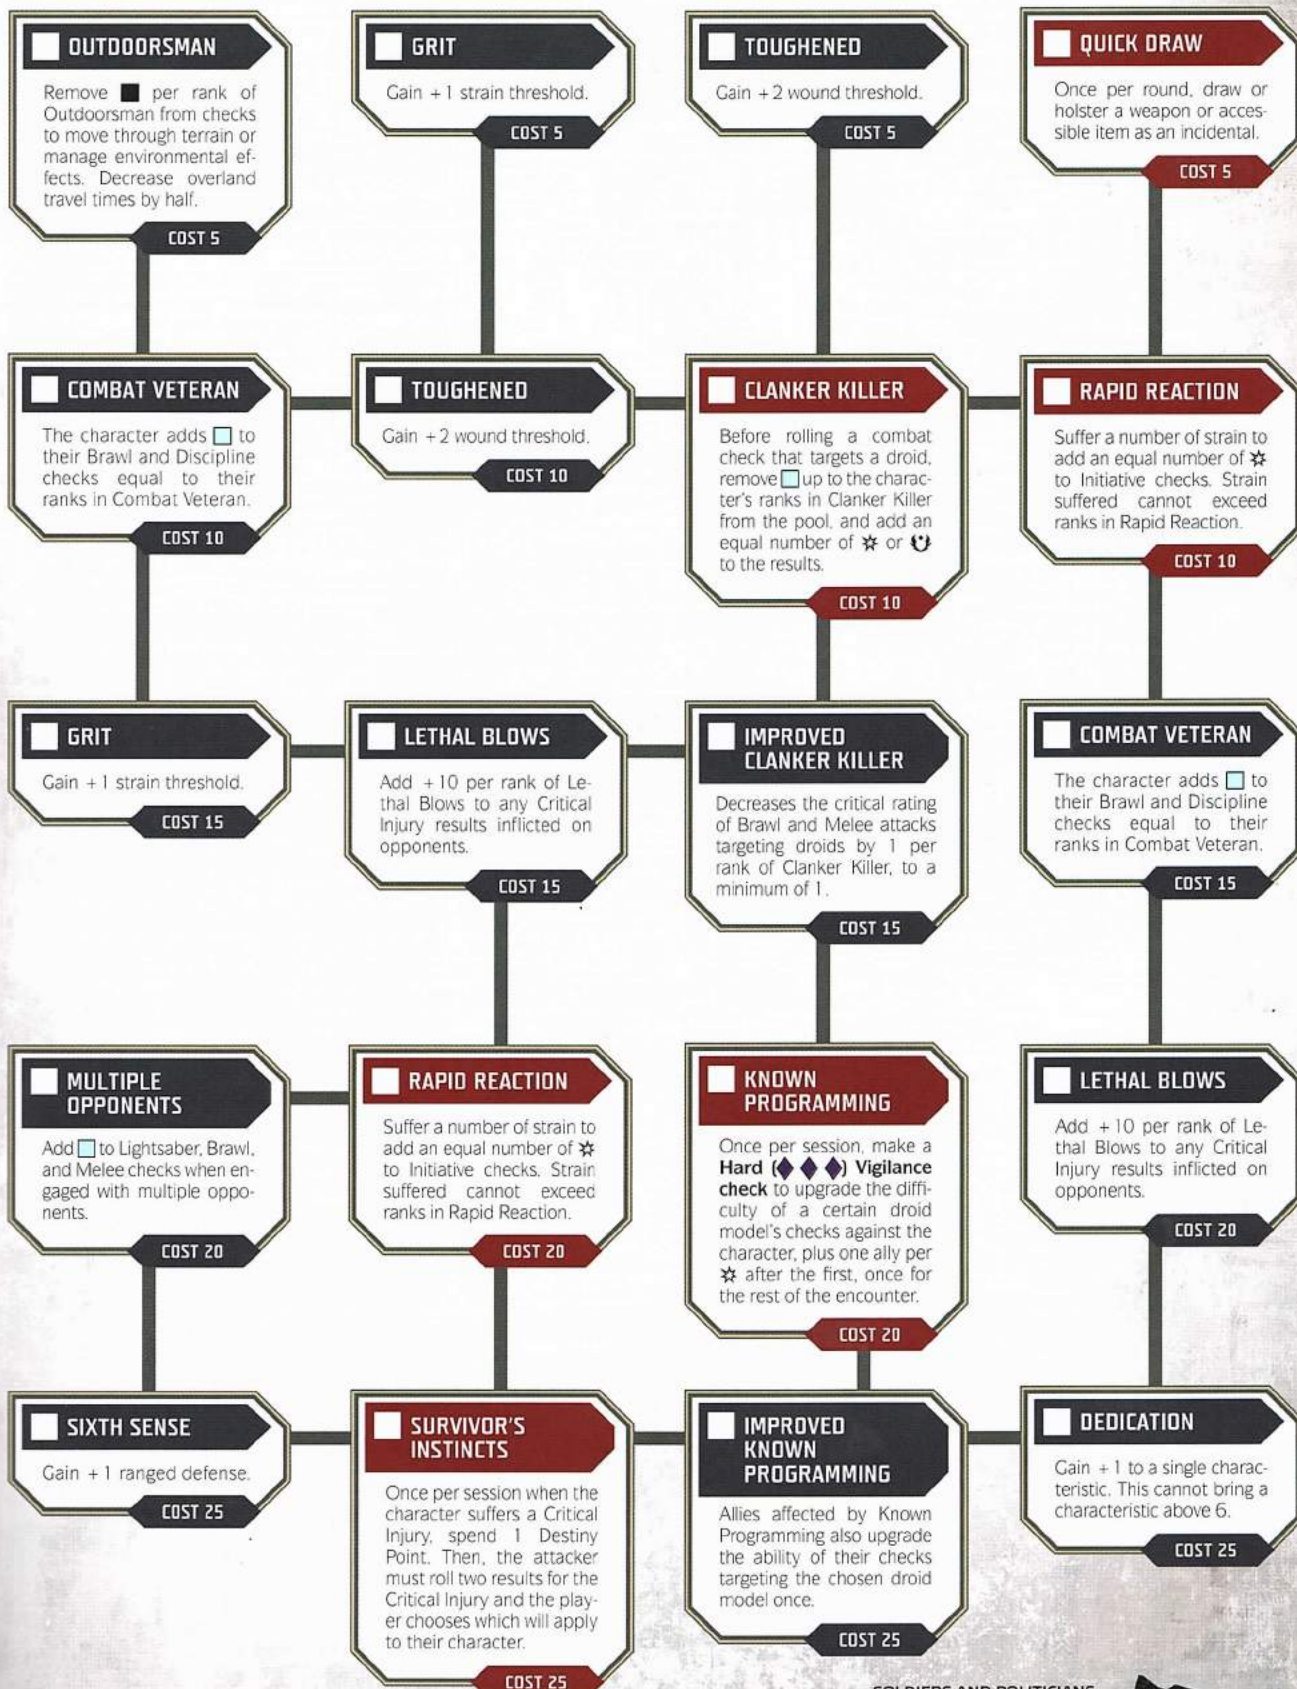 OUTDOORSMAN
Remove per rank of
Outdoorsman from checks
to move through terrain or
manage environmental ef-
fects. Decrease overland
travel times by half.
COST 5
GRIT
Gain +1 strain threshold.
COST 5
TOUGHENED
Gain +2 wound threshold.
COST 5
QUICK DRAW
Once per round, draw or
holster a weapon or acces-
sible item as an incidental.
COST 5
COMBAT VETERAN
The character adds to
their Brawl and Discipline
checks equal to their
ranks in Combat Veteran.
COST 10
TOUGHENED
Gain +2 wound threshold.
COST 10
CLANKER KILLER
Before rolling a combat
check that targets a droid,
remove up to the charac-
ter's ranks in Clanker Killer
from the pool, and add an
equal number of or
to the results.
COST 10
RAPID REACTION
Suffer a number of strain to
add an equal number of
to Initiative checks. Strain
suffered cannot exceed
ranks in Rapid Reaction.
COST 10
GRIT
Gain +1 strain threshold.
COST 15
LETHAL BLOWS
Add +10 per rank of Le-
thal Blows to any Critical
Injury results inflicted on
opponents.
COST 15
IMPROVED
CLANKER KILLER
Decreases the critical rating
of Brawl and Melee attacks
targeting droids by 1 per
rank of Clanker Killer, to a
minimum of 1.
COST 15
COMBAT VETERAN
The character adds to
their Brawl and Discipline
checks equal to their
ranks in Combat Veteran.
COST 15
MULTIPLE
OPPONENTS
Add to Lightsaber, Brawl,
and Melee checks when en-
gaged with multiple oppo-
nents.
COST 20
RAPID REACTION
Suffer a number of strain to
add an equal number of
to Initiative checks. Strain
suffered cannot exceed
ranks in Rapid Reaction.
COST 20
KNOWN
PROGRAMMING
Once per session, make a
Hard (◆ ◆ ◆) Vigilance
check to upgrade the diffi-
culty of a certain droid
model's checks against the
character, plus one ally per
after the first, once for
the rest of the encounter.
COST 20
LETHAL BLOWS
Add +10 per rank of Le-
thal Blows to any Critical
Injury results inflicted on
opponents.
COST 20
SIXTH SENSE
Gain +1 ranged defense.
COST 25
SURVIVOR'S
INSTINCTS
Once per session when the
character suffers a Critical
Injury, spend 1 Destiny
Point. Then, the attacker
must roll two results for the
Critical Injury and the play-
er chooses which will apply
to their character.
COST 25
IMPROVED
KNOWN
PROGRAMMING
Allies affected by Known
Programming also upgrade
the ability of their checks
targeting the chosen droid
model once.
COST 25
DEDICATION
Gain +1 to a single charac-
teristic. This cannot bring a
characteristic above 6.
COST 25
SOLDIERS AND POLITICIANS